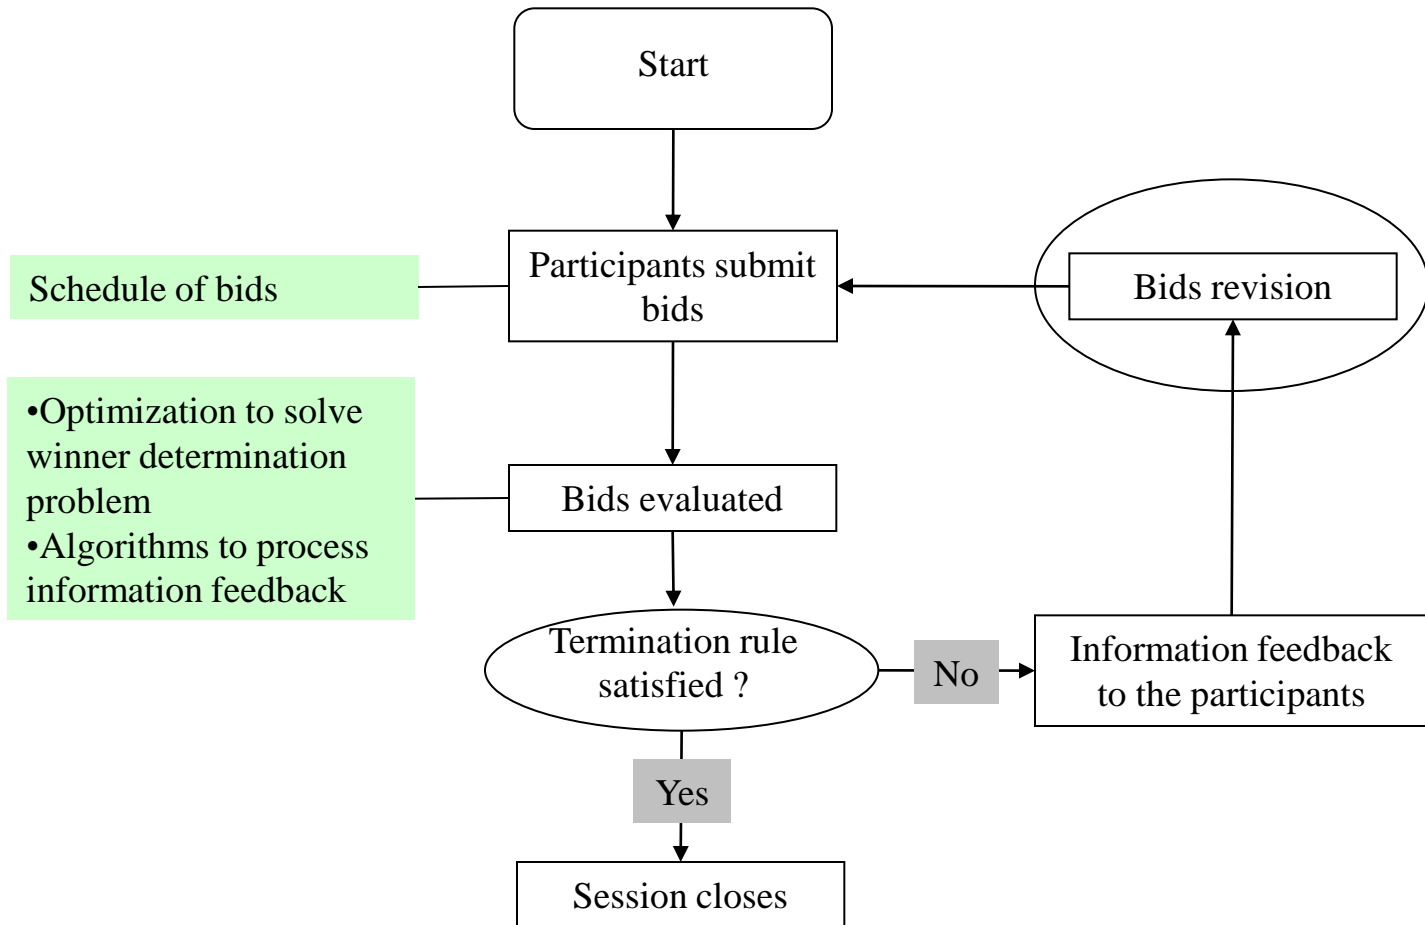 Start
Participants submit
bids
Schedule of bids
Bids revision
•Optimization to solve
winner determination
problem
•Algorithms to process
information feedback
Bids evaluated
Termination rule
satisfied ?
No
Information feedback
to the participants
Yes
Session closes